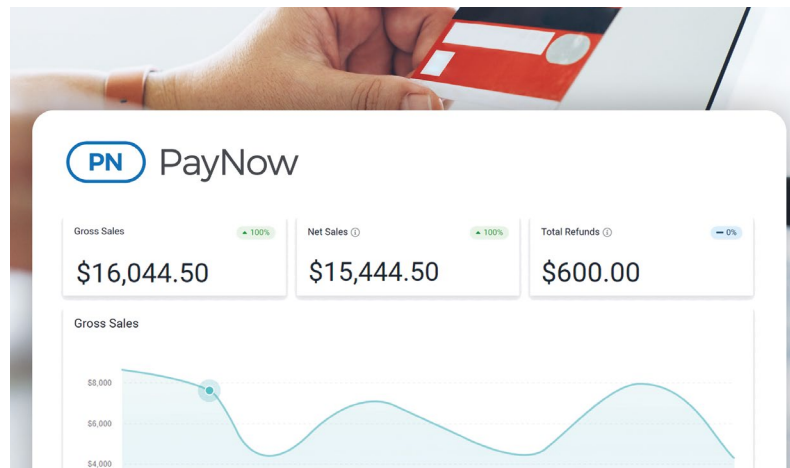 PN PayNow
Gross Sales
100%
Net Sales ⓘ
100%
Total Refunds ⓘ
0%
$16,044.50
$15,444.50
$600.00
Gross Sales
$8,000
$6,000
$4,000